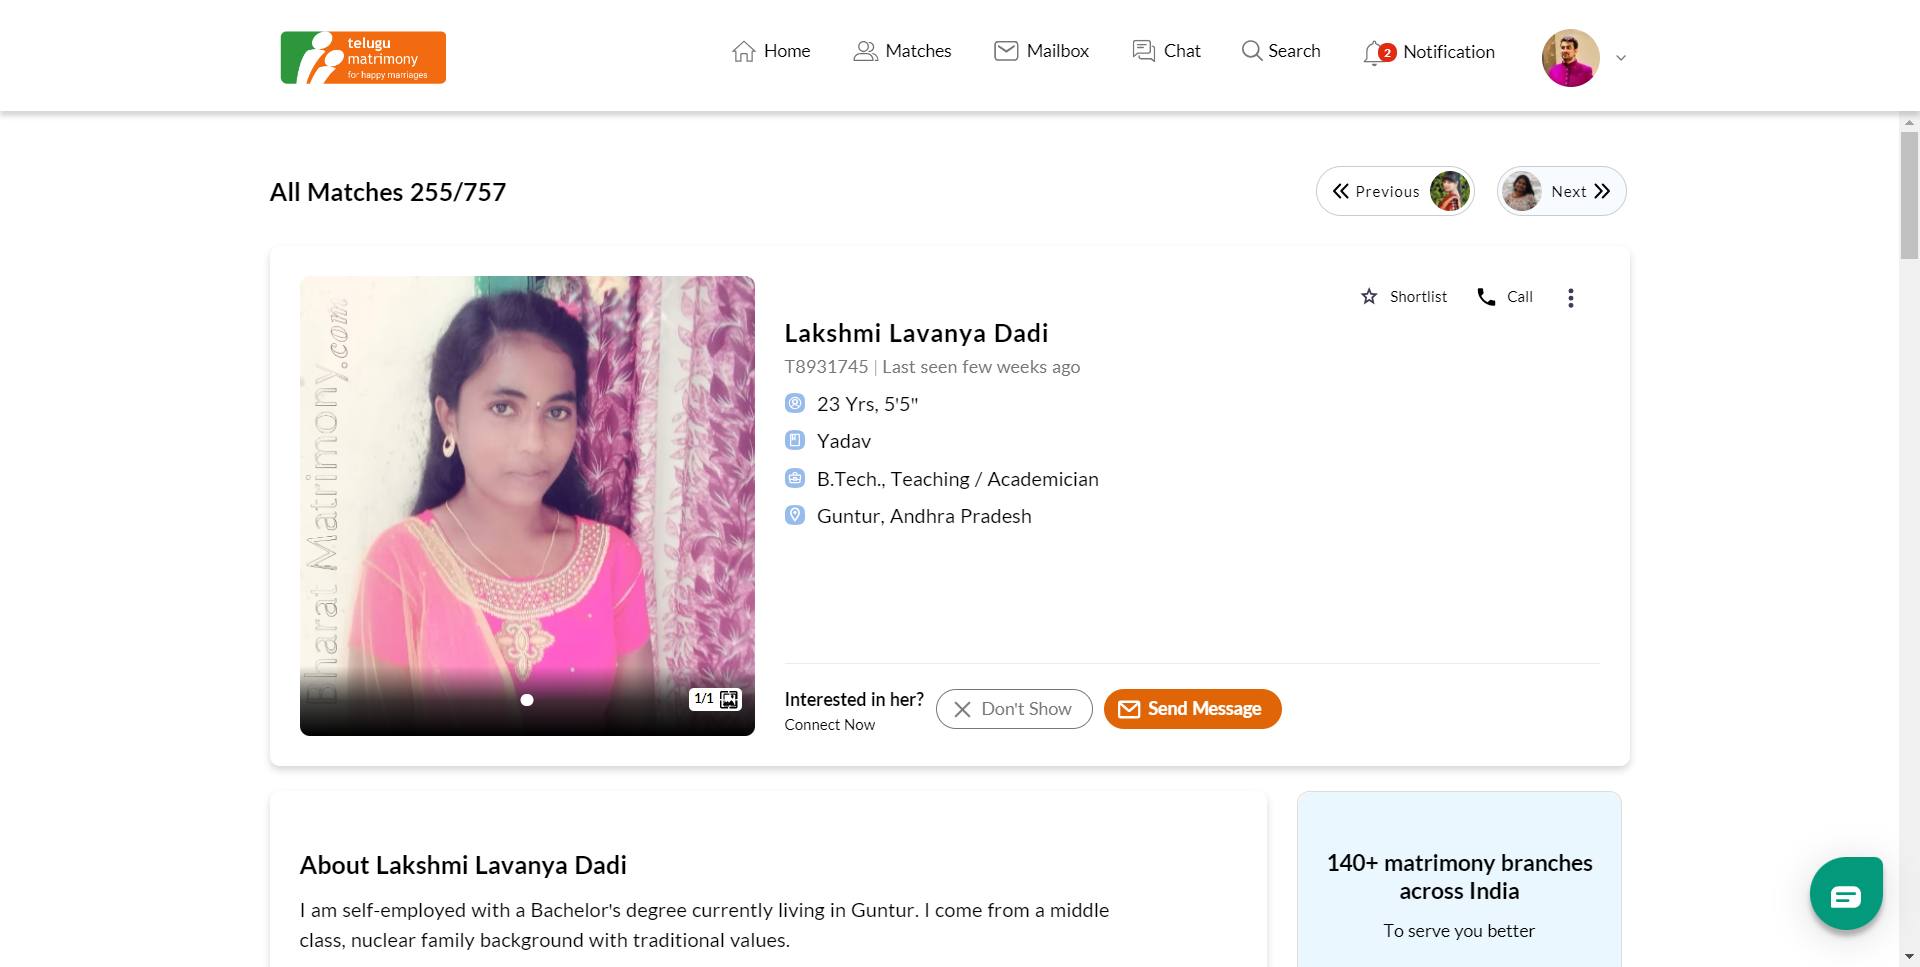 telugu
matrimony
for happy marriages
Home
Matches
Mailbox
Chat
Search
2
Notification
All Matches 255/757
Previous
Next
Bharat Matrimony.com
Shortlist
Call
Lakshmi Lavanya Dadi
T8931745 | Last seen few weeks ago
23 Yrs, 5'5"
Yadav
B.Tech., Teaching / Academician
Guntur, Andhra Pradesh
1/1
Interested in her?
Connect Now
Don't Show
Send Message
About Lakshmi Lavanya Dadi
I am self-employed with a Bachelor's degree currently living in Guntur. I come from a middle
class, nuclear family background with traditional values.
140+ matrimony branches
across India
To serve you better